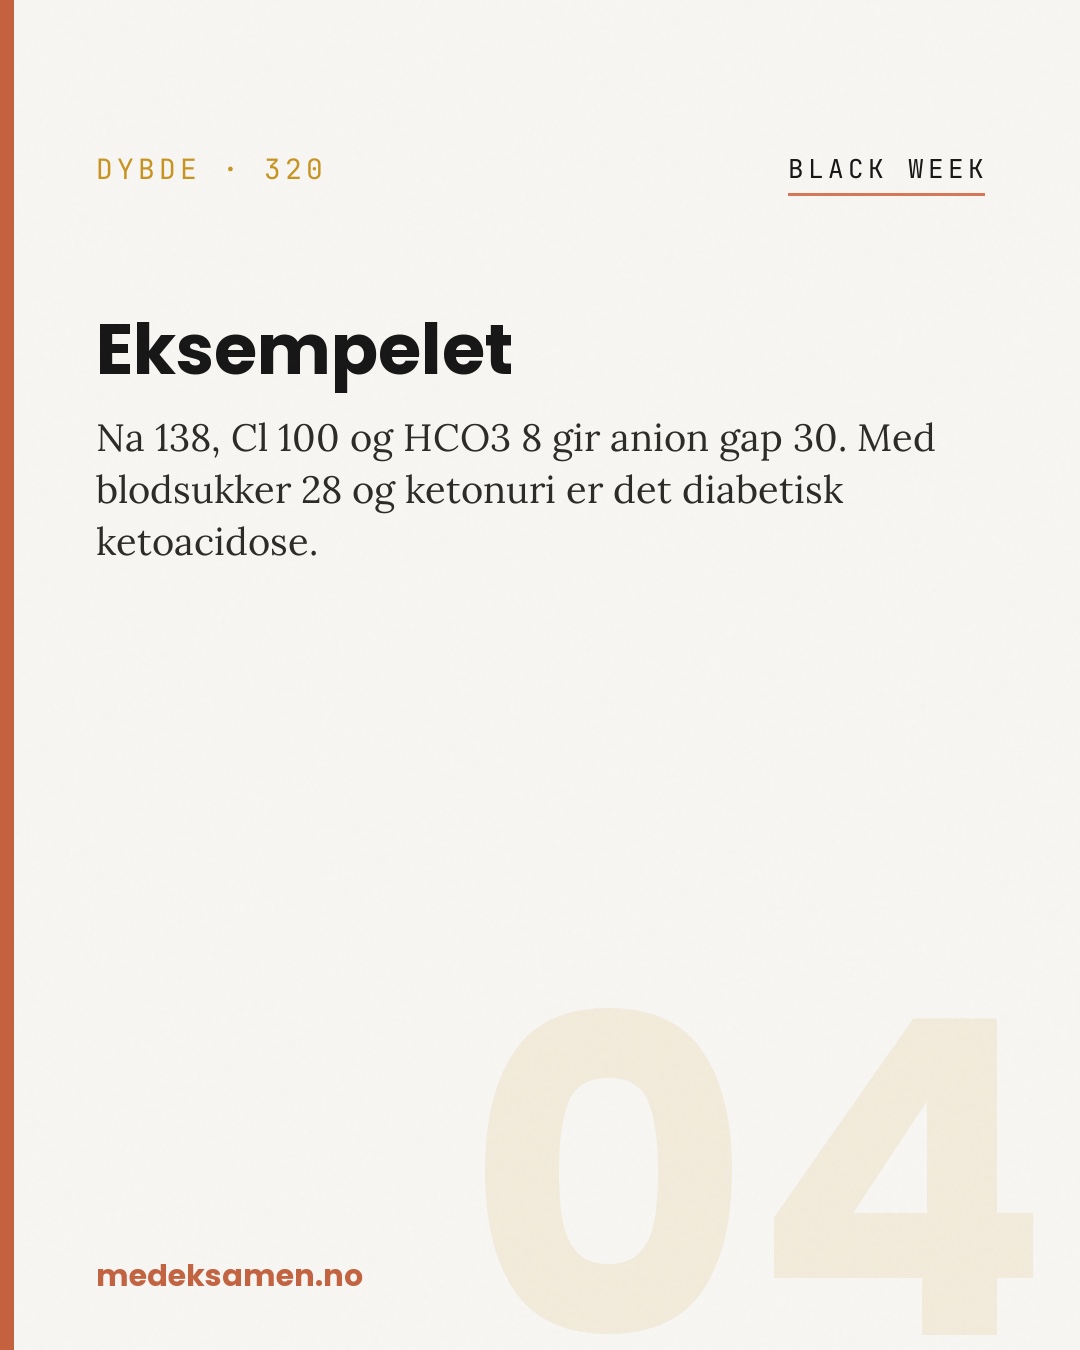 DYBDE · 320
BLACK WEEK
Eksempelet
Na 138, Cl 100 og HCO3 8 gir anion gap 30. Med
blodsukker 28 og ketonuri er det diabetisk
ketoacidose.
04
medeksamen.no